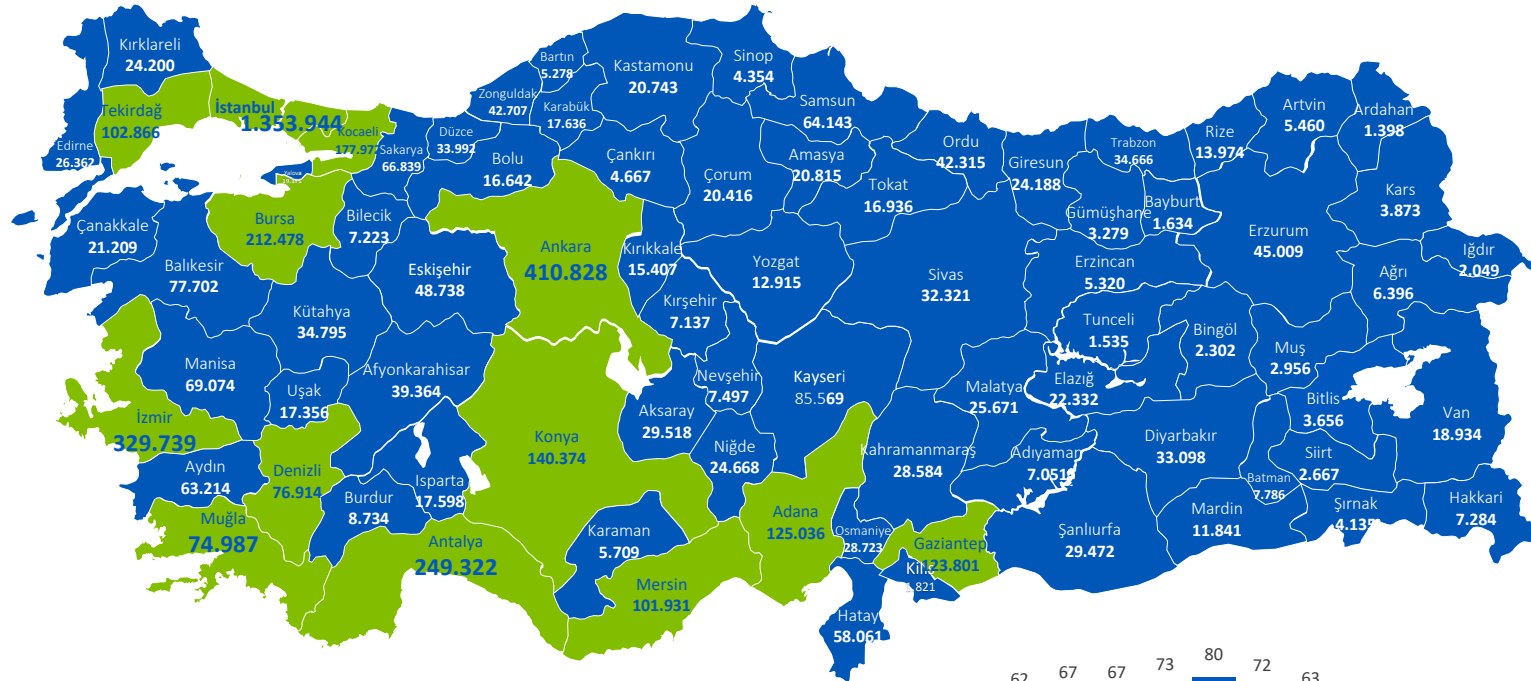 Kırklareli
24.200
Tekirdağ
102.866
İstanbul
1.353.944
Kocaeli
Edirne
26.362
Sakarya
66.839
Düzce
33.992
Zonguldak
42.707
Bartın
5.278
Karabük
17.636
Kastamonu
20.743
Sinop
4.354
Samsun
64.143
Bolu
16.642
Çankırı
4.667
Çorum
20.416
Amasya
20.815
Tokat
16.936
Ordu
42.315
Giresun
24.188
Trabzon
34.666
Rize
13.974
Artvin
5.460
Ardahan
1.398
Kars
3.873
Iğdır
2.049
Ağrı
6.396
Erzurum
45.009
Bayburt
1.634
Gümüşhane
3.279
Erzincan
5.320
Çanakkale
21.209
Balıkesir
77.702
Bursa
212.478
Bilecik
7.223
Eskişehir
48.738
Ankara
410.828
Kırıkkale
15.407
Kırşehir
7.137
Yozgat
12.915
Sivas
32.321
Tunceli
1.535
Bingöl
2.302
Muş
2.956
Bitlis
3.656
Van
18.934
Kütahya
34.795
Manisa
69.074
Uşak
17.356
Afyonkarahisar
39.364
İzmir
329.739
Aydın
63.214
Denizli
76.914
Muğla
74.987
Burdur
8.734
Isparta
17.598
Antalya
249.322
Konya
140.374
Karaman
5.709
Aksaray
29.518
Nevşehir
7.497
Niğde
24.668
Kayseri
85.569
Malatya
25.671
Elazığ
22.332
Kahramanmaraş
28.584
Adıyaman
Diyarbakır
33.098
Batman
7.786
Siirt
2.667
Şırnak
4.135
Hakkari
7.284
Mardin
11.841
Şanlıurfa
29.472
Gaziantep
123.801
Kilis
Osmaniye
28.723
Adana
125.036
Mersin
101.931
Hatay
58.061
62
67
67
73
80
72
63